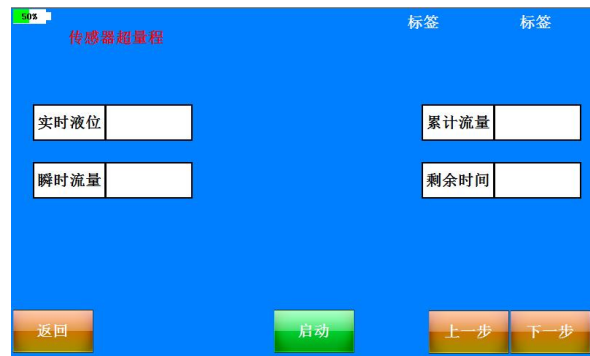 50% 标签 标签
传感器超量程
实时液位 累计流量
瞬时流量 剩余时间
返回 启动 上一步 下一步